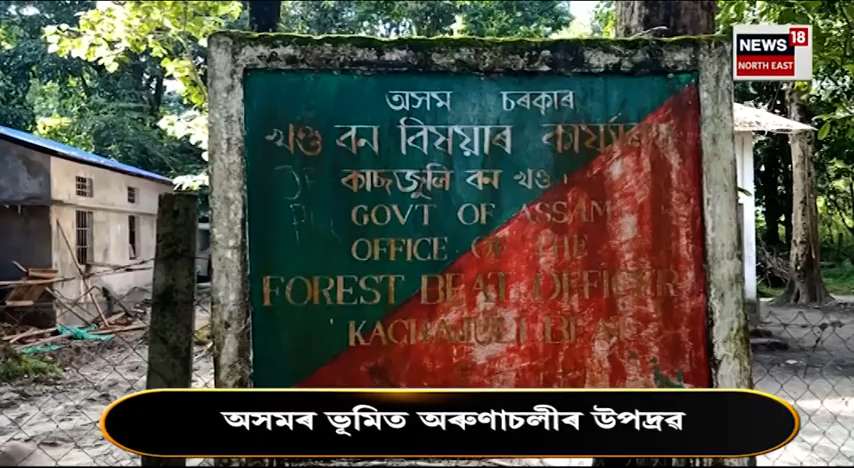 NEWS 18
NORTH EAST
অসম চৰকাৰ
খণ্ড বন বিষয়াৰ কাৰ্য্যালয়
কাছাজুলি বন খণ্ড
GOVT OF ASSAM
OFFICE OF THE
FOREST BEAT OFFICER
KACHAJULI BEAT
অসমৰ ভূমিত অৰুণাচলীৰ উপদ্ৰৱ